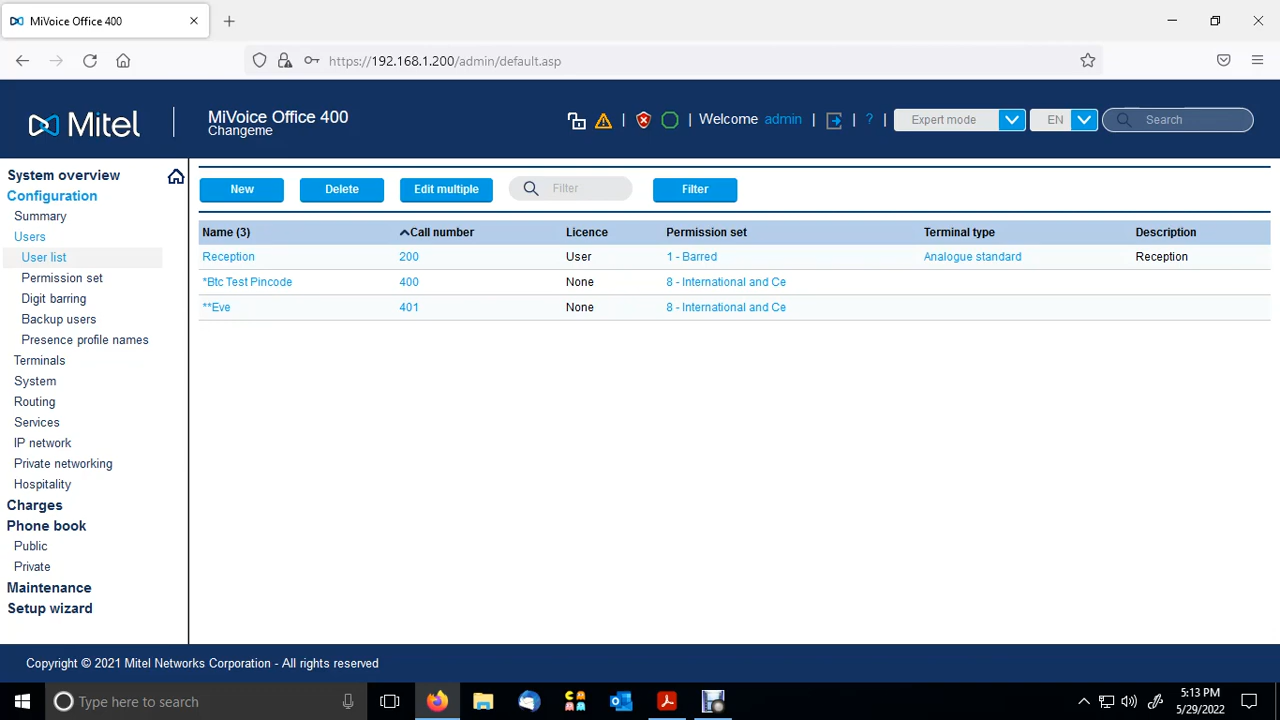 MiVoice Office 400
https://192.168.1.200/admin/default.asp
Mitel
MiVoice Office 400
Changeme
Welcome admin
?
Expert mode
EN
Search
System overview
Configuration
Summary
Users
User list
Permission set
Digit barring
Backup users
Presence profile names
Terminals
System
Routing
Services
IP network
Private networking
Hospitality
Charges
Phone book
Public
Private
Maintenance
Setup wizard
New Delete Edit multiple Filter Filter
Name (3) Call number Licence Permission set Terminal type Description
Reception 200 User 1 - Barred Analogue standard Reception
*Btc Test Pincode 400 None 8 - International and Ce
**Eve 401 None 8 - International and Ce
Copyright © 2021 Mitel Networks Corporation - All rights reserved
Type here to search
5:13 PM
5/29/2022